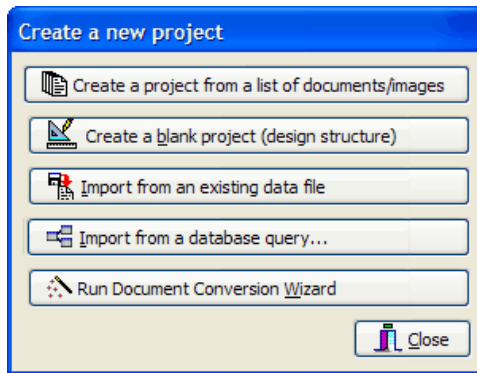 Create a new project
Create a project from a list of documents/images
Create a blank project (design structure)
Import from an existing data file
Import from a database query...
Run Document Conversion Wizard
Close